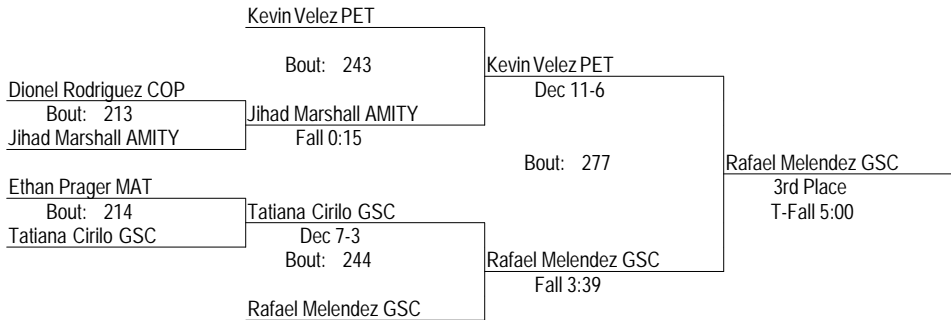 Kevin Velez PET
Bout: 243
Kevin Velez PET
Dec 11-6
Dionel Rodriguez COP
Bout: 213
Jihad Marshall AMITY
Jihad Marshall AMITY
Fall 0:15
Bout: 277
Rafael Melendez GSC
3rd Place
T-Fall 5:00
Ethan Prager MAT
Bout: 214
Tatiana Cirilo GSC
Tatiana Cirilo GSC
Dec 7-3
Bout: 244
Rafael Melendez GSC
Fall 3:39
Rafael Melendez GSC